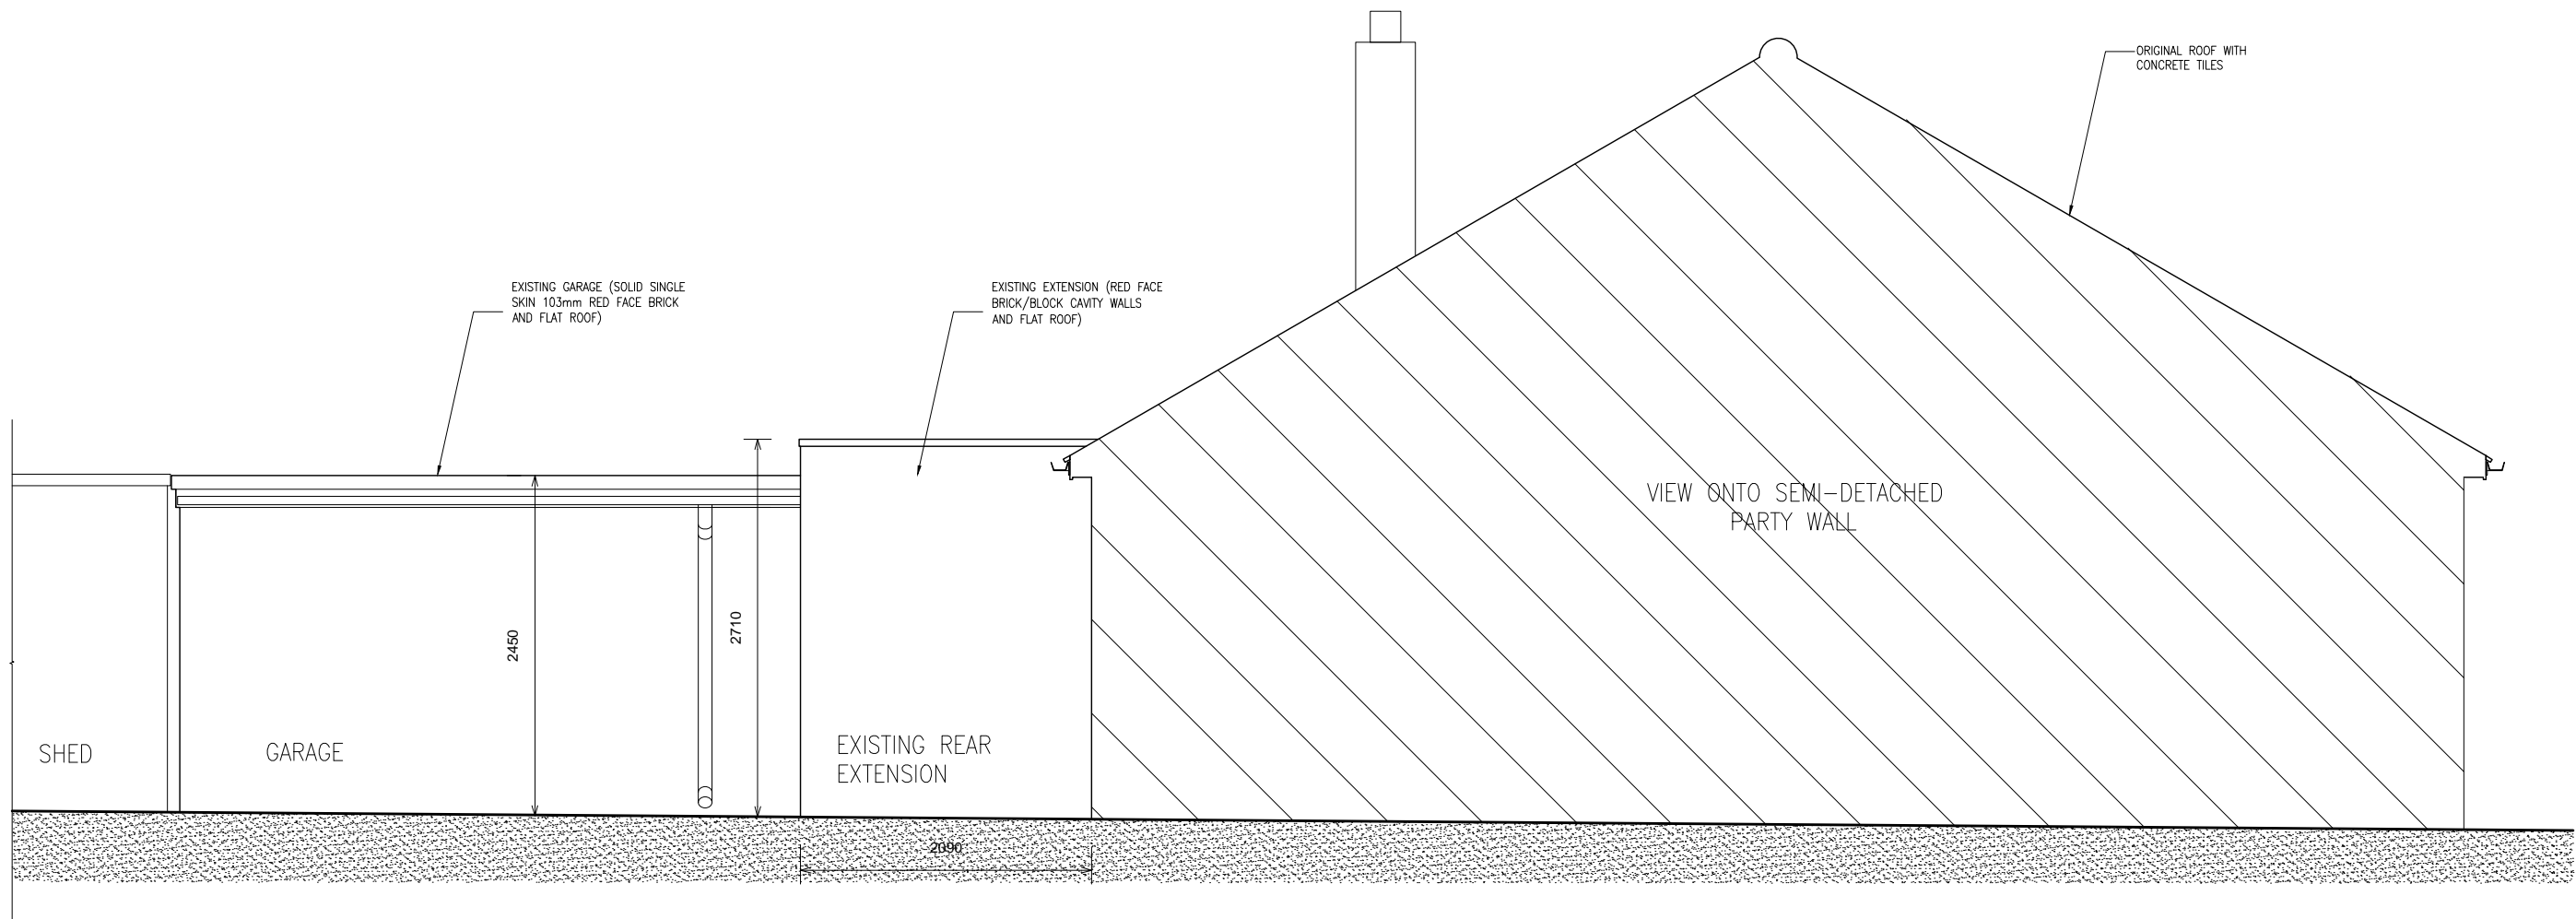 ORIGINAL ROOF WITH
CONCRETE TILES
EXISTING GARAGE (SOLID SINGLE
SKIN 103mm RED FACE BRICK
AND FLAT ROOF)
EXISTING EXTENSION (RED FACE
BRICK/BLOCK CAVITY WALLS
AND FLAT ROOF)
VIEW ONTO SEMI-DETACHED
PARTY WALL
2450
2710
SHED
GARAGE
EXISTING REAR
EXTENSION
2090